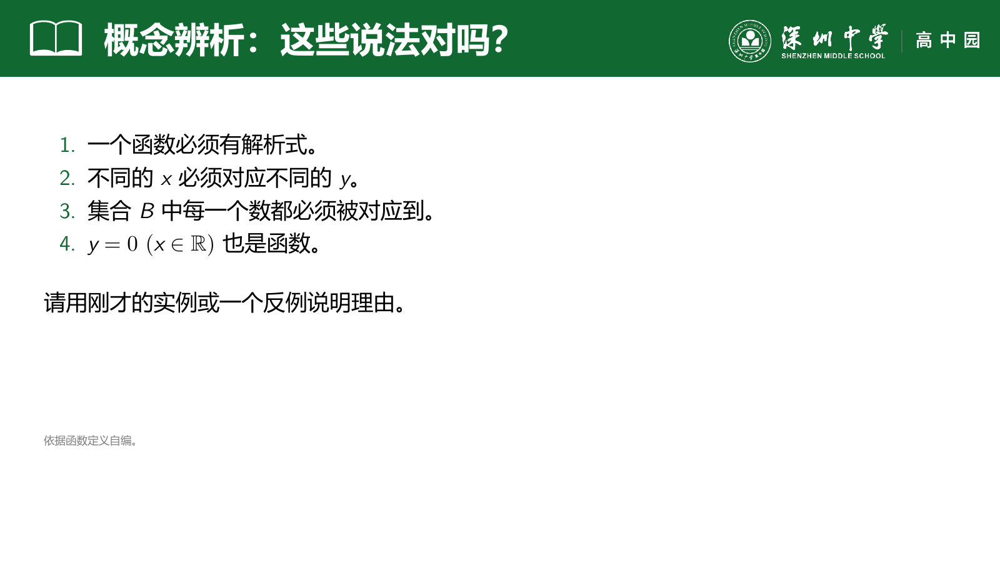 概念辨析：这些说法对吗？
深圳中学
SHENZHEN MIDDLE SCHOOL
高中园
1. 一个函数必须有解析式。
2. 不同的 x 必须对应不同的 y。
3. 集合 B 中每一个数都必须被对应到。
4. y = 0 (x ∈ ℝ) 也是函数。
请用刚才的实例或一个反例说明理由。
依据函数定义自编。